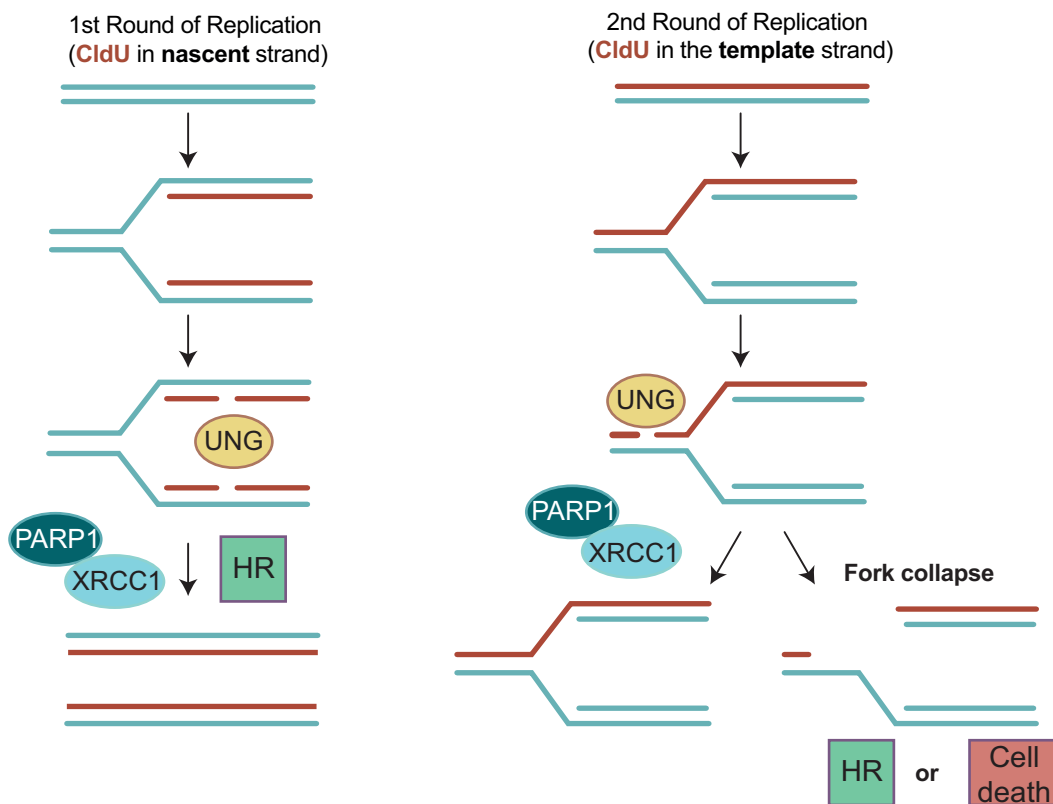 1st Round of Replication
(CldU in nascent strand)
UNG
PARP1
XRCC1
HR
2nd Round of Replication
(CldU in the template strand)
UNG
PARP1
XRCC1
Fork collapse
HR or Cell
death